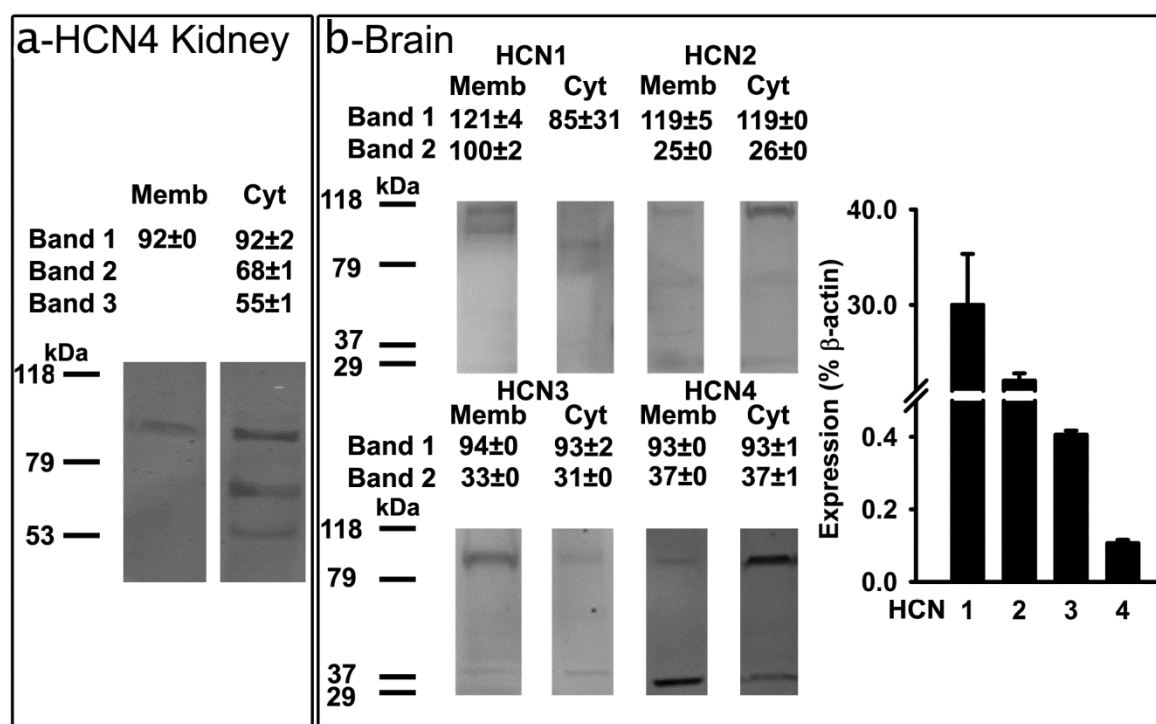 a-HCN4 Kidney
Memb Cyt
Band 1 92±0 92±2
Band 2 68±1
Band 3 55±1
kDa
118
79
53
b-Brain
HCN1 HCN2
Memb Cyt Memb Cyt
Band 1 121±4 85±31 119±5 119±0
Band 2 100±2 25±0 26±0
kDa
118
79
37
29
HCN3 HCN4
Memb Cyt Memb Cyt
Band 1 94±0 93±2 93±0 93±1
Band 2 33±0 31±0 37±0 37±1
kDa
118
79
37
29
Expression (% β-actin)
40.0
30.0
0.4
0.2
0.0
HCN 1 2 3 4